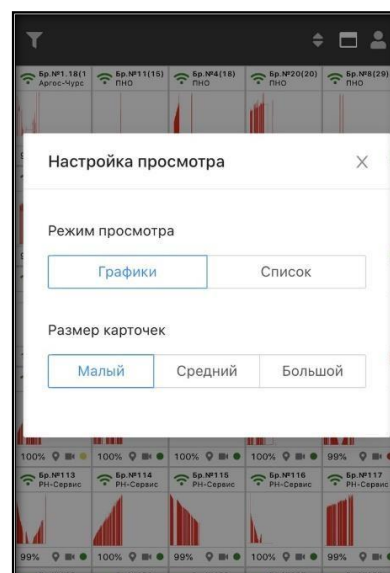 Бр.№1.18(1 Бр.№11(15) Бр.№4(18) Бр.№20(20) Бр.№8(29)
Аргос-Чурс ПНО ПНО ПНО ПНО
Настройка просмотра
Режим просмотра
Графики Список
Размер карточек
Малый Средний Большой
100% 100% 100% 100% 99%
Бр.№113 Бр.№114 Бр.№115 Бр.№116 Бр.№117
РН-Сервис РН-Сервис РН-Сервис РН-Сервис РН-Сервис
99% 100% 99% 100% 99%